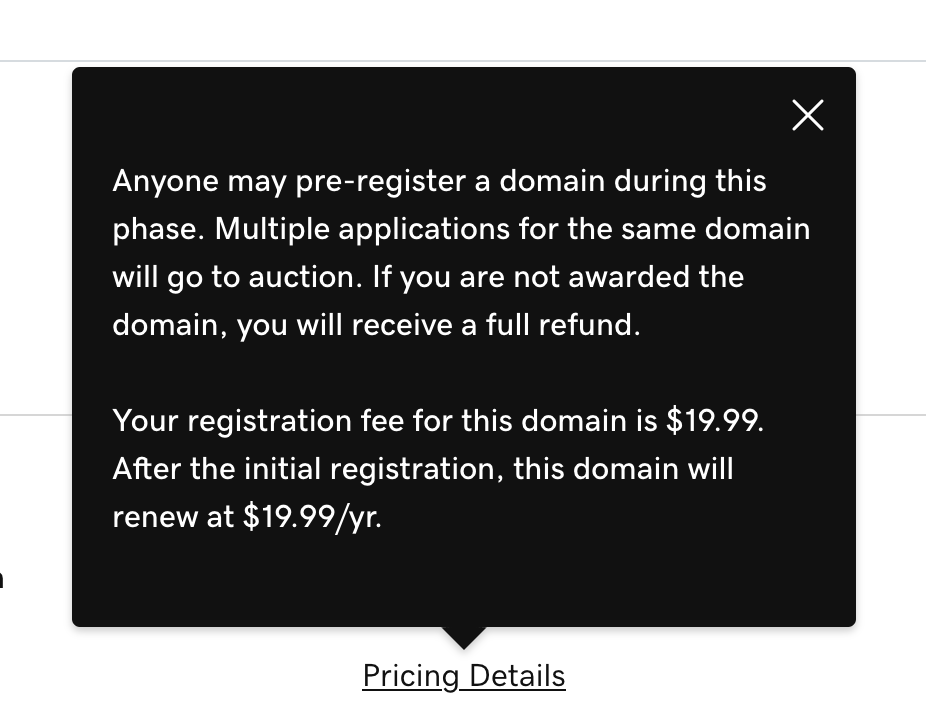 Anyone may pre-register a domain during this
phase. Multiple applications for the same domain
will go to auction. If you are not awarded the
domain, you will receive a full refund.
Your registration fee for this domain is $19.99.
After the initial registration, this domain will
renew at $19.99/yr.
Pricing Details